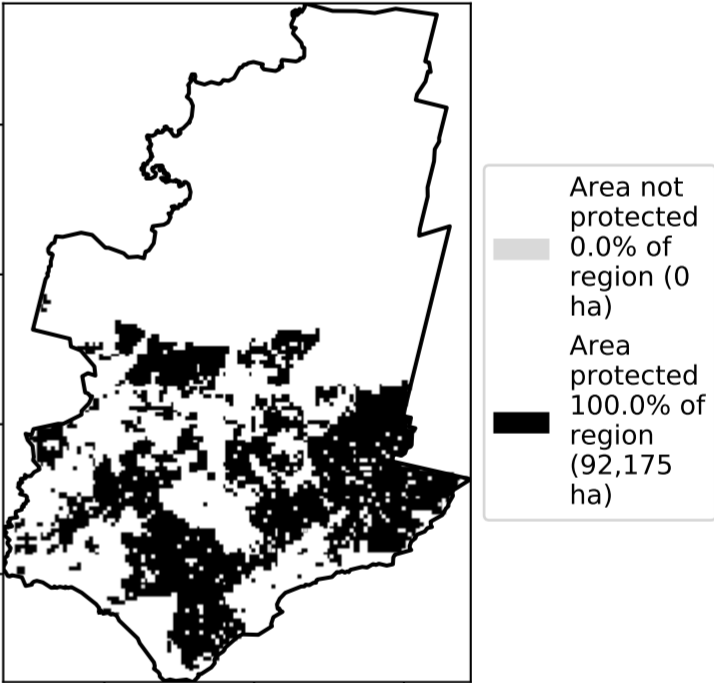 Area not
protected
0.0% of
region (0
ha)
Area
protected
100.0% of
region
(92,175
ha)